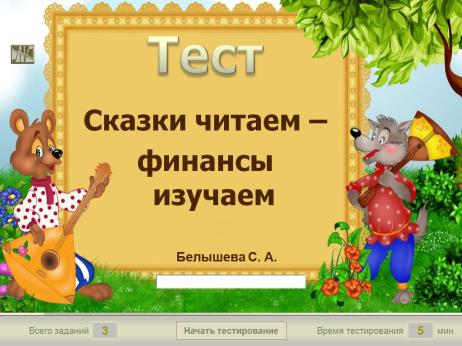 Тест
Сказки читаем –
финансы
изучаем
Белышева С. А.
Всего заданий 3 Начать тестирование Время тестирования 5 мин.